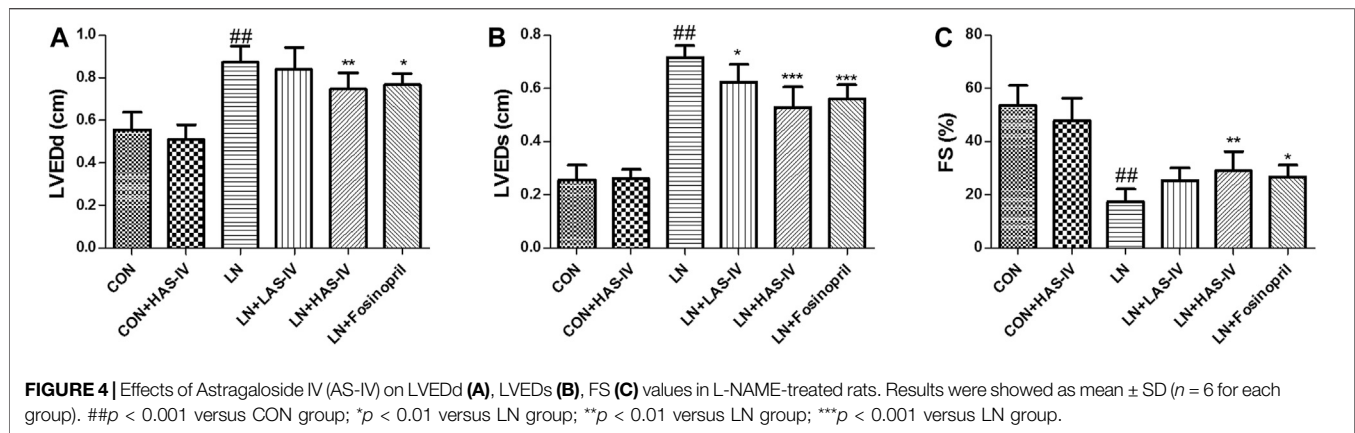 A
LVEDd (cm)
1.0
0.8
0.6
0.4
0.2
0.0
##
**
*
CON
CON+HAS-IV
LN
LN+LAS-IV
LN+HAS-IV
LN+Fosinopril
B
LVEDs (cm)
0.8
0.6
0.4
0.2
0.0
##
*
***
***
CON
CON+HAS-IV
LN
LN+LAS-IV
LN+HAS-IV
LN+Fosinopril
C
FS (%)
80
60
40
20
0
##
**
*
CON
CON+HAS-IV
LN
LN+LAS-IV
LN+HAS-IV
LN+Fosinopril
FIGURE 4 | Effects of Astragaloside IV (AS-IV) on LVEDd (A), LVEDs (B), FS (C) values in L-NAME-treated rats. Results were showed as mean ± SD (n = 6 for each
group). ##p < 0.001 versus CON group; *p < 0.01 versus LN group; **p < 0.01 versus LN group; ***p < 0.001 versus LN group.